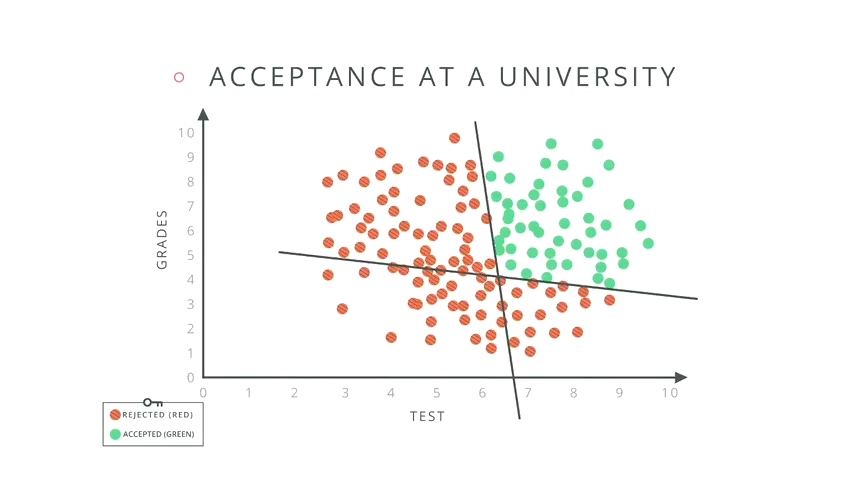 ACCEPTANCE AT A UNIVERSITY
10
9
8
7
6
5
4
3
2
1
0
GRADES
0 1 2 3 4 5 6 7 8 9 10
TEST
REJECTED (RED)
ACCEPTED (GREEN)